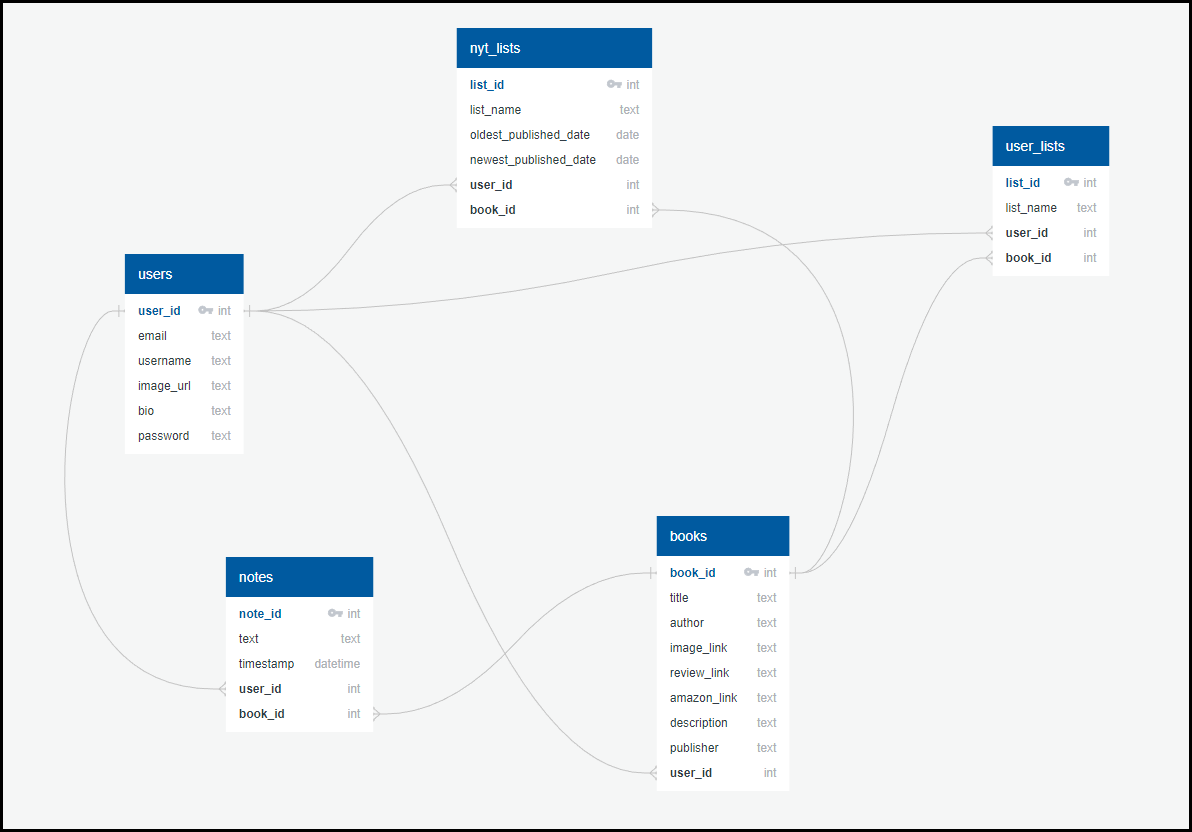 nyt_lists
list_id int
list_name text
oldest_published_date date
newest_published_date date
user_id int
book_id int
user_lists
list_id int
list_name text
user_id int
book_id int
users
user_id int
email text
username text
image_url text
bio text
password text
books
book_id int
title text
author text
image_link text
review_link text
amazon_link text
description text
publisher text
user_id int
notes
note_id int
text text
timestamp datetime
user_id int
book_id int